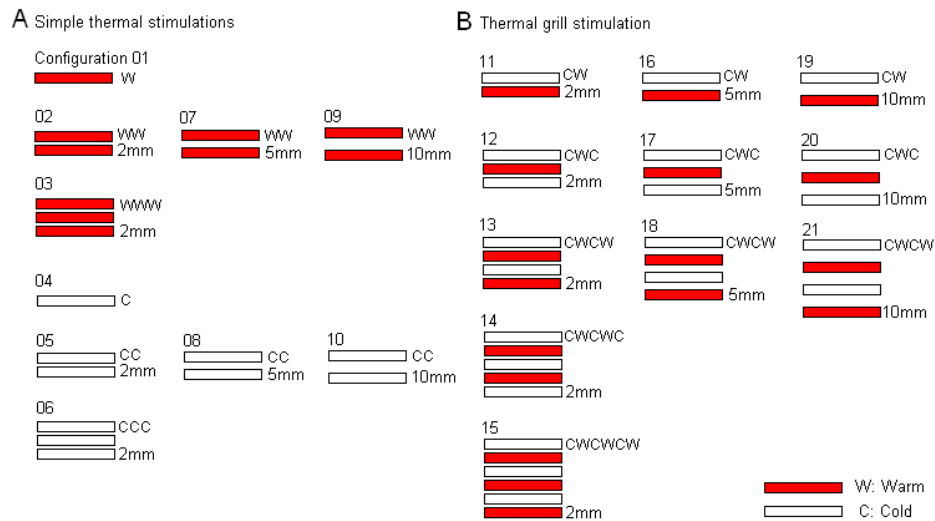 A Simple thermal stimulations
Configuration 01
W
02
WW
2mm
07
WW
5mm
09
WW
10mm
03
WWW
2mm
04
C
05
CC
2mm
08
CC
5mm
10
CC
10mm
06
CCC
2mm
B Thermal grill stimulation
11
CW
2mm
16
CW
5mm
19
CW
10mm
12
CWC
2mm
17
CWC
5mm
20
CWC
10mm
13
CWCW
2mm
18
CWCW
5mm
21
CWCW
10mm
14
CWCWC
2mm
15
CWCWCW
2mm
W: Warm
C: Cold